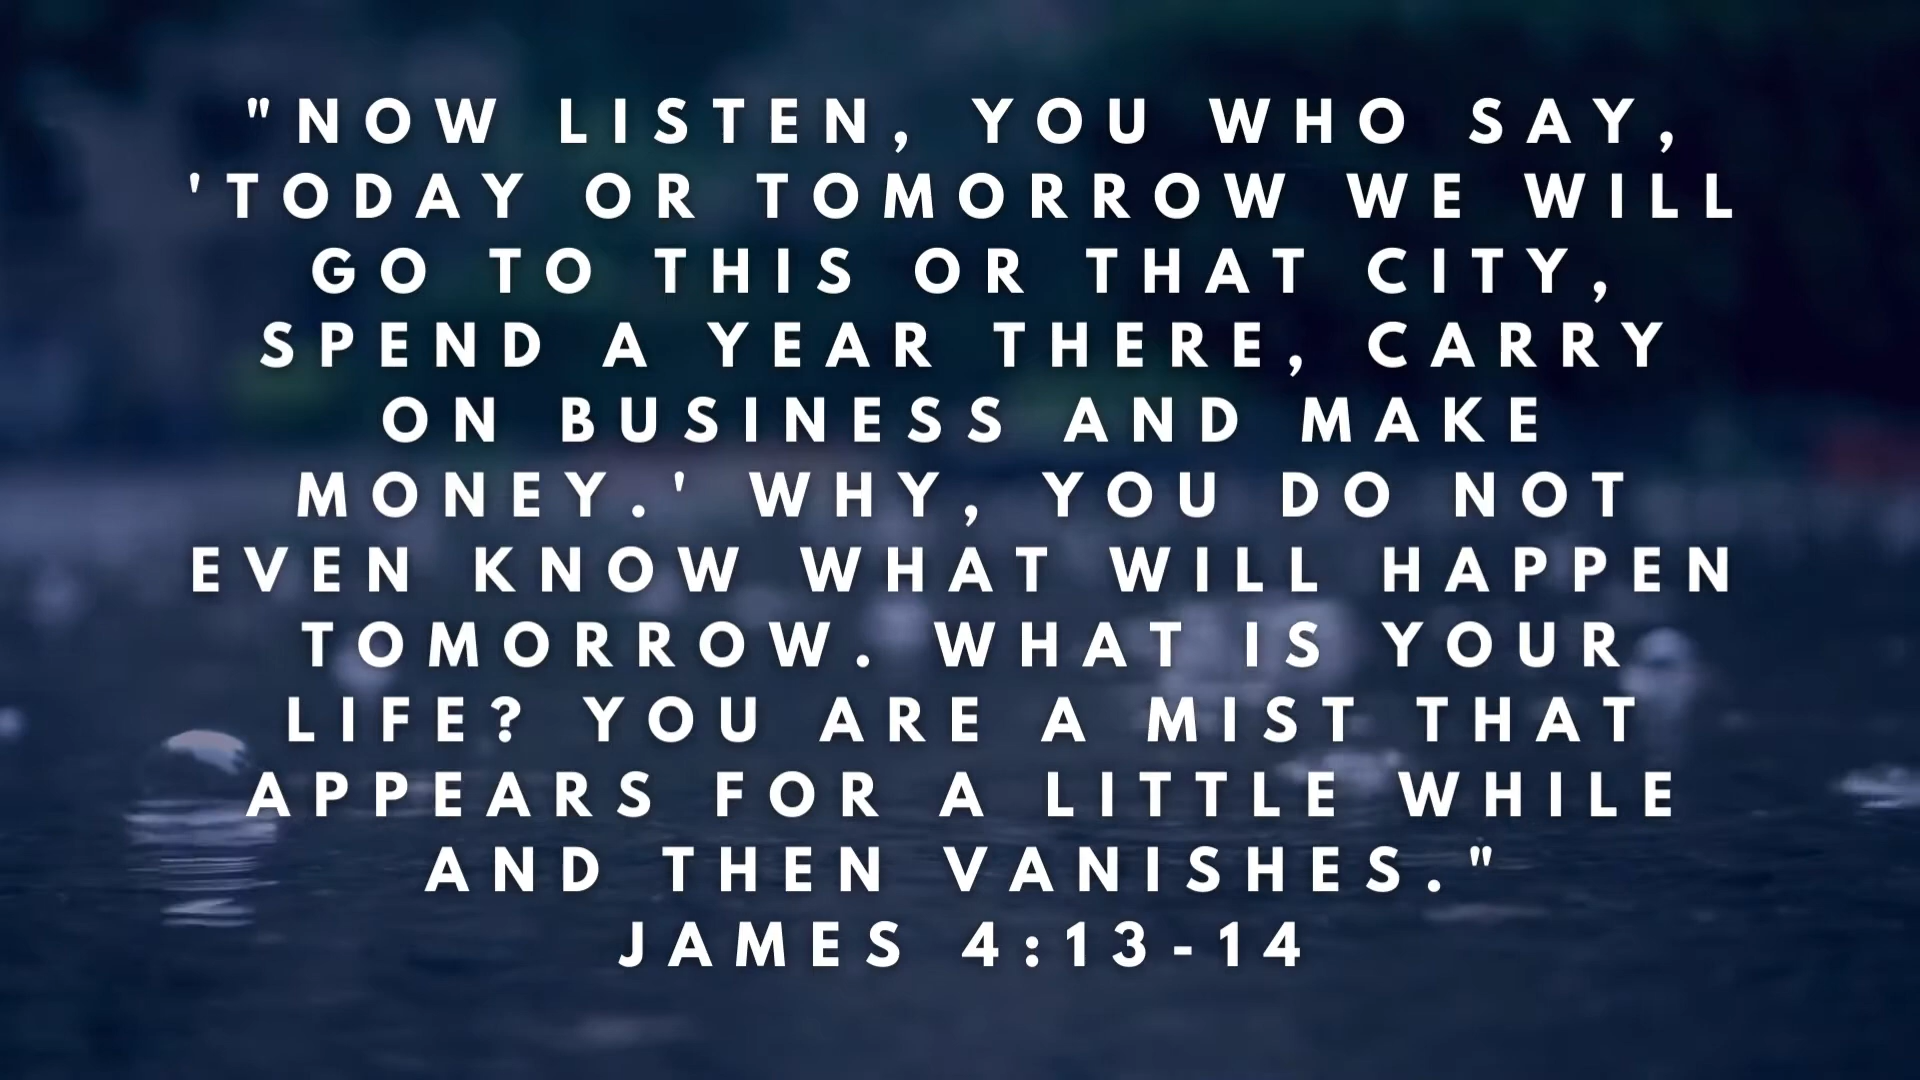 "NOW LISTEN, YOU WHO SAY,
'TODAY OR TOMORROW WE WILL
GO TO THIS OR THAT CITY,
SPEND A YEAR THERE, CARRY
ON BUSINESS AND MAKE
MONEY.' WHY, YOU DO NOT
EVEN KNOW WHAT WILL HAPPEN
TOMORROW. WHAT IS YOUR
LIFE? YOU ARE A MIST THAT
APPEARS FOR A LITTLE WHILE
AND THEN VANISHES."
JAMES 4:13-14